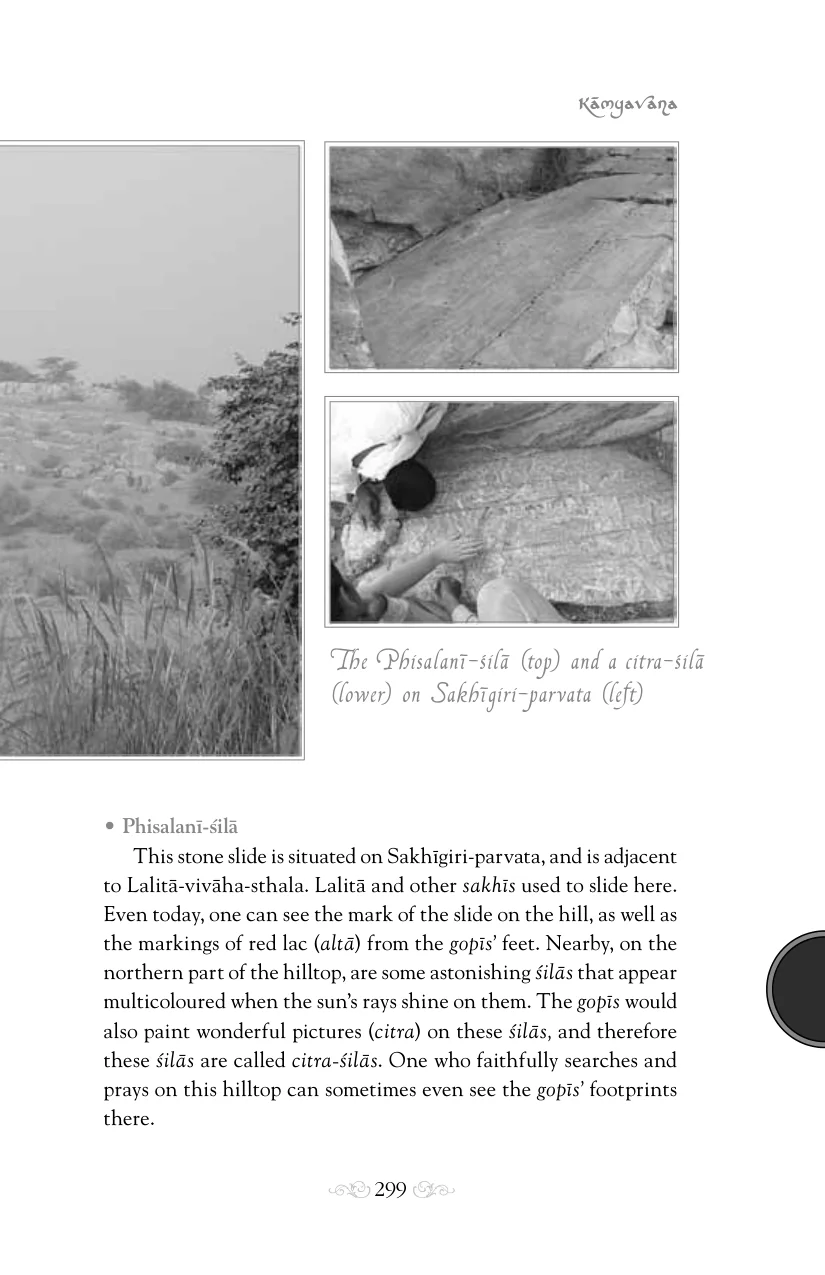 Kāmyavāṇa
The Phisalanī-śilā (top) and a citra-śilā
(lower) on Sakhīgiri-parvata (left)
• Phisalanī-śilā
This stone slide is situated on Sakhīgiri-parvata, and is adjacent
to Lalitā-vivāha-sthala. Lalitā and other sakhīs used to slide here.
Even today, one can see the mark of the slide on the hill, as well as
the markings of red lac (altā) from the gopīs’ feet. Nearby, on the
northern part of the hilltop, are some astonishing śilās that appear
multicoloured when the sun’s rays shine on them. The gopīs would
also paint wonderful pictures (citra) on these śilās, and therefore
these śilās are called citra-śilās. One who faithfully searches and
prays on this hilltop can sometimes even see the gopīs’ footprints
there.
299